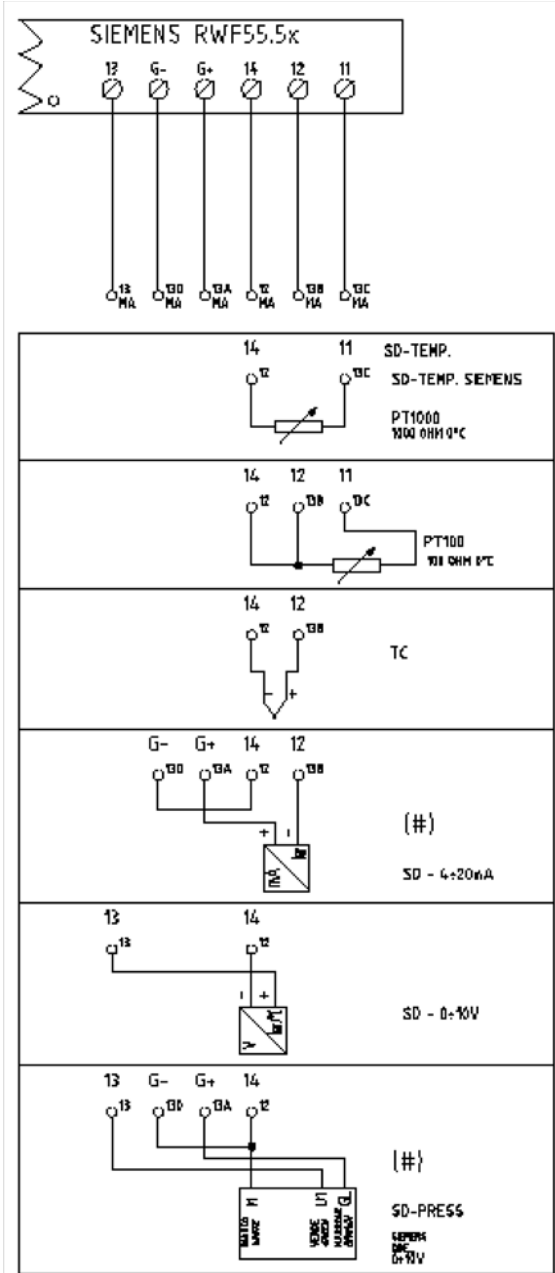 SIEMENS RWF55.5x
13 G- G+ 14 12 11
13 MA 13D MA 13A MA 12 MA 13B MA 13C MA
14 11 SD-TEMP.
12 13C SD-TEMP. SIEMENS
PT1000
1000 OHM 0°C
14 12 11
12 13B 13C
PT100
100 OHM 0°C
14 12
12 13B
TC
- +
G- G+ 14 12
13D 13A 12 13B
(#)
+ -
mA bar
SD - 4÷20mA
13 14
13 12
- +
SD - 0÷10V
V
13 G- G+ 14
13 13D 13A 12
(#)
M U1
SD-PRESS
SIEMENS
0÷10V